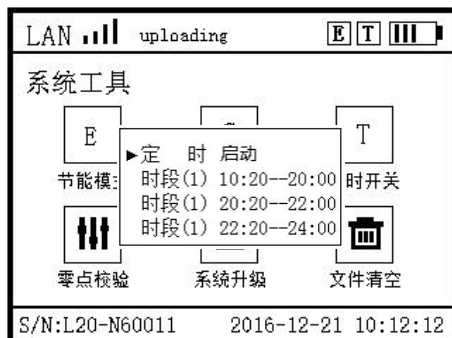 LAN uploading E T
系统工具
E T
定 时 启动
时段(1) 10:20--20:00
时段(1) 20:20--22:00
时段(1) 22:20--24:00
节能模 时开关
零点校验 系统升级 文件清空
S/N:L20-N60011 2016-12-21 10:12:12